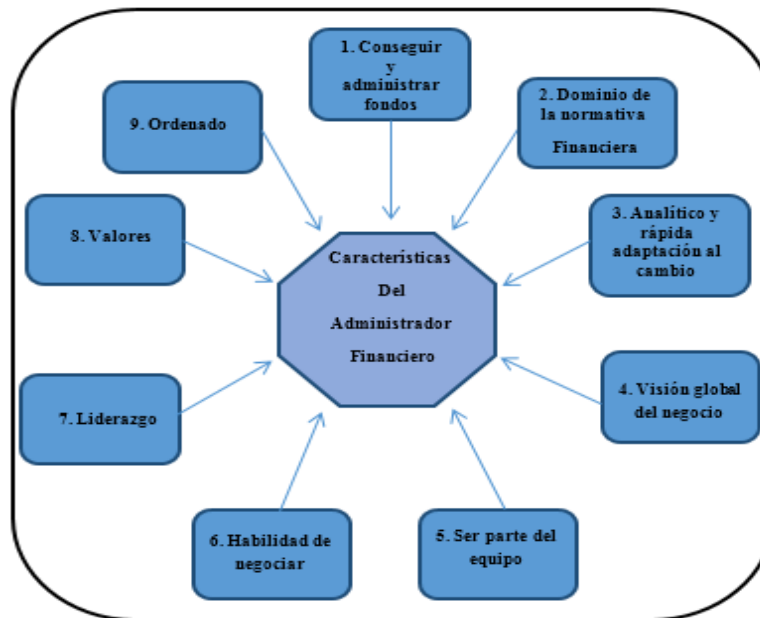 1. Conseguir
y
administrar
fondos
2. Dominio de
la normativa
Financiera
3. Analítico y
rápida
adaptación al
cambio
4. Visión global
del negocio
5. Ser parte del
equipo
6. Habilidad de
negociar
7. Liderazgo
8. Valores
9. Ordenado
Características
Del
Administrador
Financiero